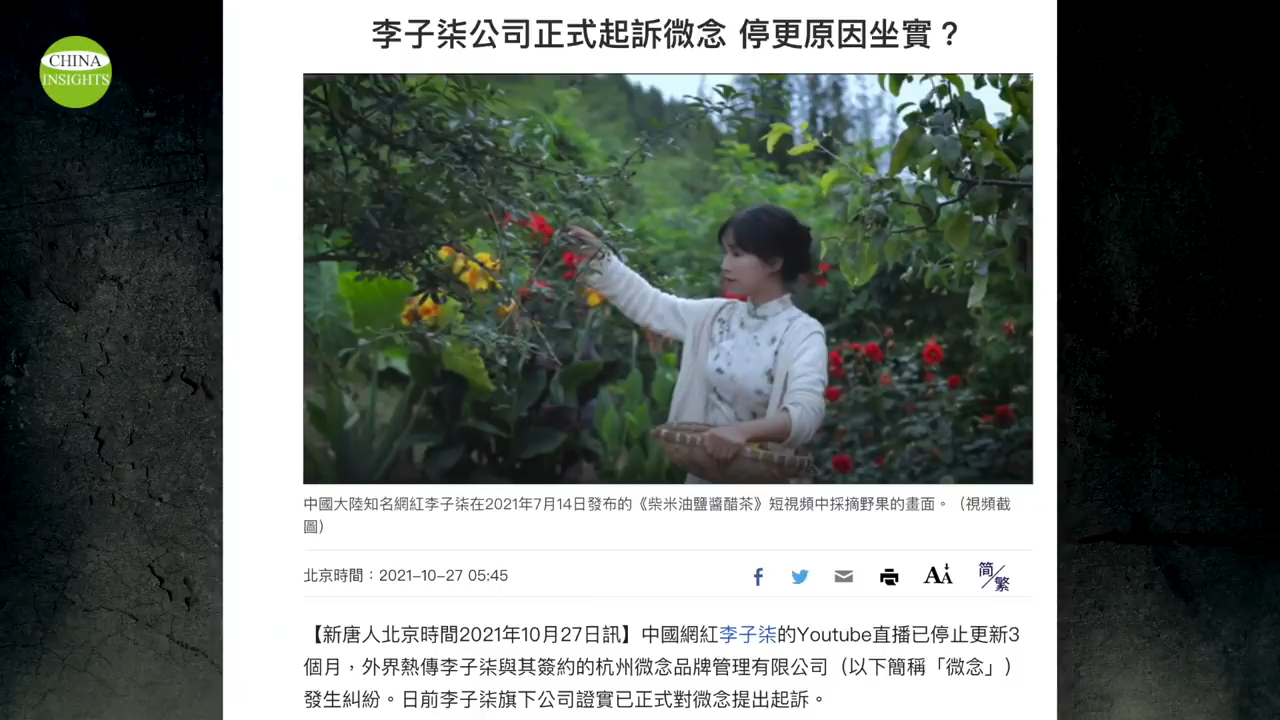 CHINA
INSIGHTS
李子柒公司正式起訴微念 停更原因坐實？
中國大陸知名網紅李子柒在2021年7月14日發布的《柴米油鹽醬醋茶》短視頻中採摘野果的畫面。（視頻截
圖）
北京時間：2021-10-27 05:45
AA
简/繁
【新唐人北京時間2021年10月27日訊】中國網紅李子柒的Youtube直播已停止更新3
個月，外界熱傳李子柒與其簽約的杭州微念品牌管理有限公司（以下簡稱「微念」）
發生糾紛。日前李子柒旗下公司證實已正式對微念提出起訴。